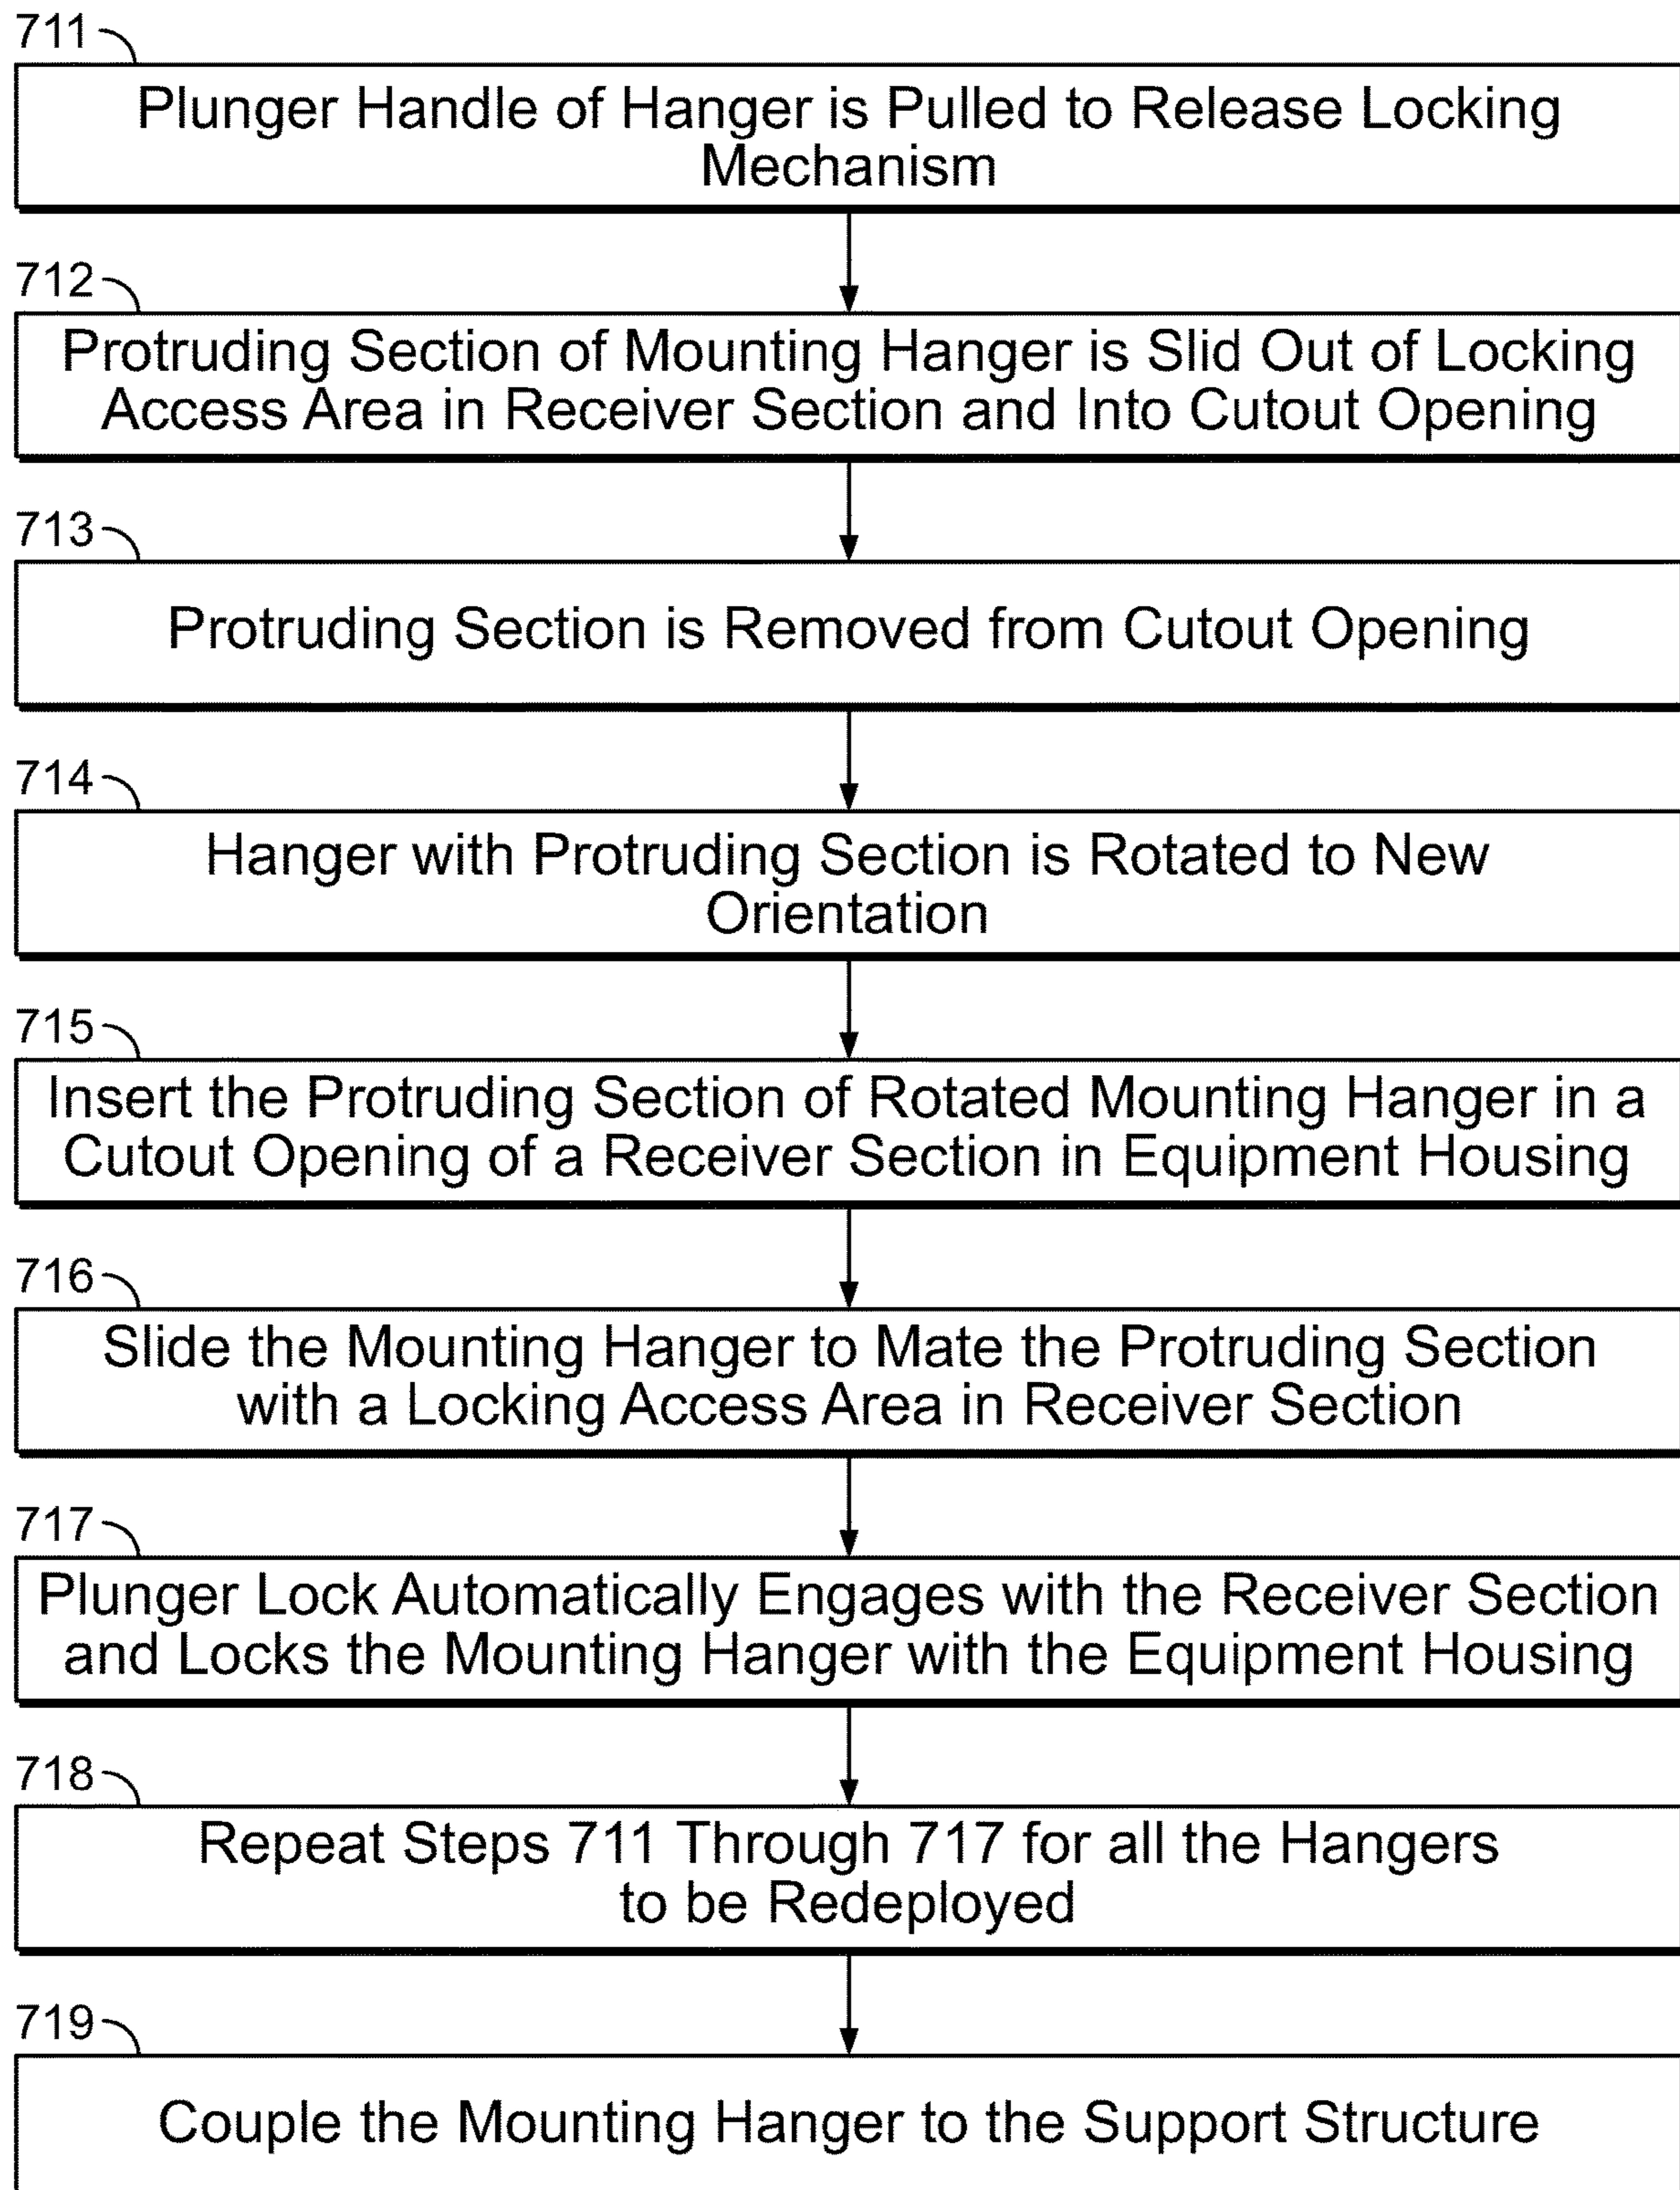 711
Plunger Handle of Hanger is Pulled to Release Locking
Mechanism
712
Protruding Section of Mounting Hanger is Slid Out of Locking
Access Area in Receiver Section and Into Cutout Opening
713
Protruding Section is Removed from Cutout Opening
714
Hanger with Protruding Section is Rotated to New
Orientation
715
Insert the Protruding Section of Rotated Mounting Hanger in a
Cutout Opening of a Receiver Section in Equipment Housing
716
Slide the Mounting Hanger to Mate the Protruding Section
with a Locking Access Area in Receiver Section
717
Plunger Lock Automatically Engages with the Receiver Section
and Locks the Mounting Hanger with the Equipment Housing
718
Repeat Steps 711 Through 717 for all the Hangers
to be Redeployed
719
Couple the Mounting Hanger to the Support Structure